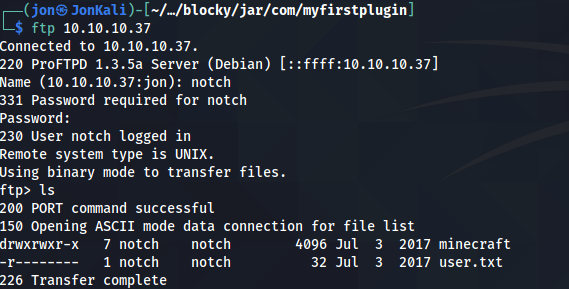 ┌──(jon㉿JonKali)-[~/…/blocky/jar/com/myfirstplugin]
└─$ ftp 10.10.10.37
Connected to 10.10.10.37.
220 ProFTPD 1.3.5a Server (Debian) [::ffff:10.10.10.37]
Name (10.10.10.37:jon): notch
331 Password required for notch
Password:
230 User notch logged in
Remote system type is UNIX.
Using binary mode to transfer files.
ftp> ls
200 PORT command successful
150 Opening ASCII mode data connection for file list
drwxrwxr-x   7 notch    notch        4096 Jul  3  2017 minecraft
-r--------   1 notch    notch          32 Jul  3  2017 user.txt
226 Transfer complete